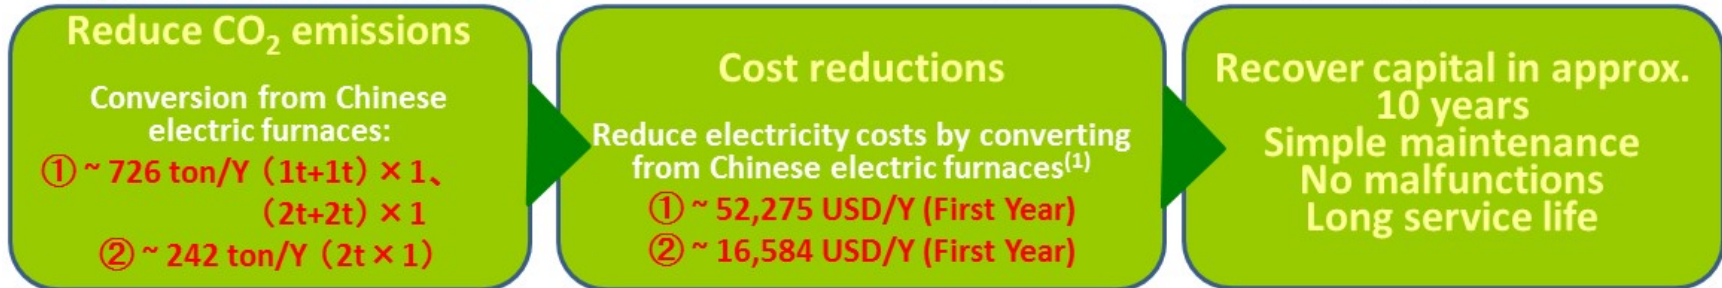 Reduce CO₂ emissions
Conversion from Chinese
electric furnaces:
① ~ 726 ton/Y（1t+1t）× 1、
（2t+2t）× 1
② ~ 242 ton/Y（2t × 1）
Cost reductions
Reduce electricity costs by converting
from Chinese electric furnaces⁽¹⁾
① ~ 52,275 USD/Y (First Year)
② ~ 16,584 USD/Y (First Year)
Recover capital in approx.
10 years
Simple maintenance
No malfunctions
Long service life